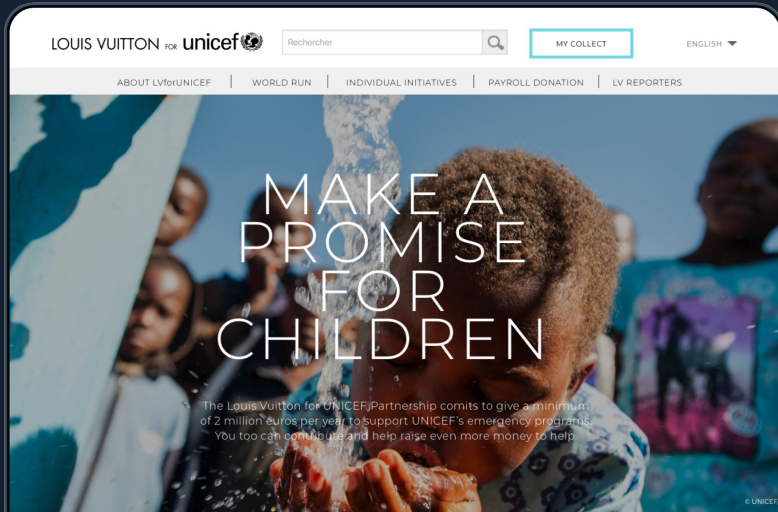 LOUIS VUITTON FOR unicef
Rechercher
MY COLLECT
ENGLISH
ABOUT LVforUNICEF
WORLD RUN
INDIVIDUAL INITIATIVES
PAYROLL DONATION
LV REPORTERS
MAKE A
PROMISE
FOR
CHILDREN
The Louis Vuitton for UNICEF Partnership comits to give a minimum
of 2 million euros per year to support UNICEF's emergency programs.
You too can contribute and help raise even more money to help.
© UNICEF